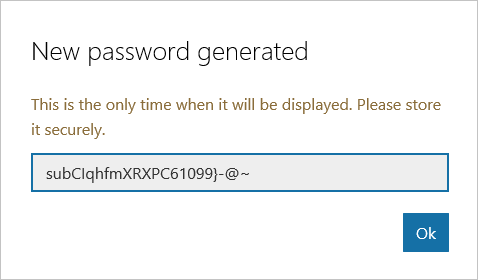 New password generated
This is the only time when it will be displayed. Please store
it securely.
subCIqhfmXRXPC61099}-@~
Ok